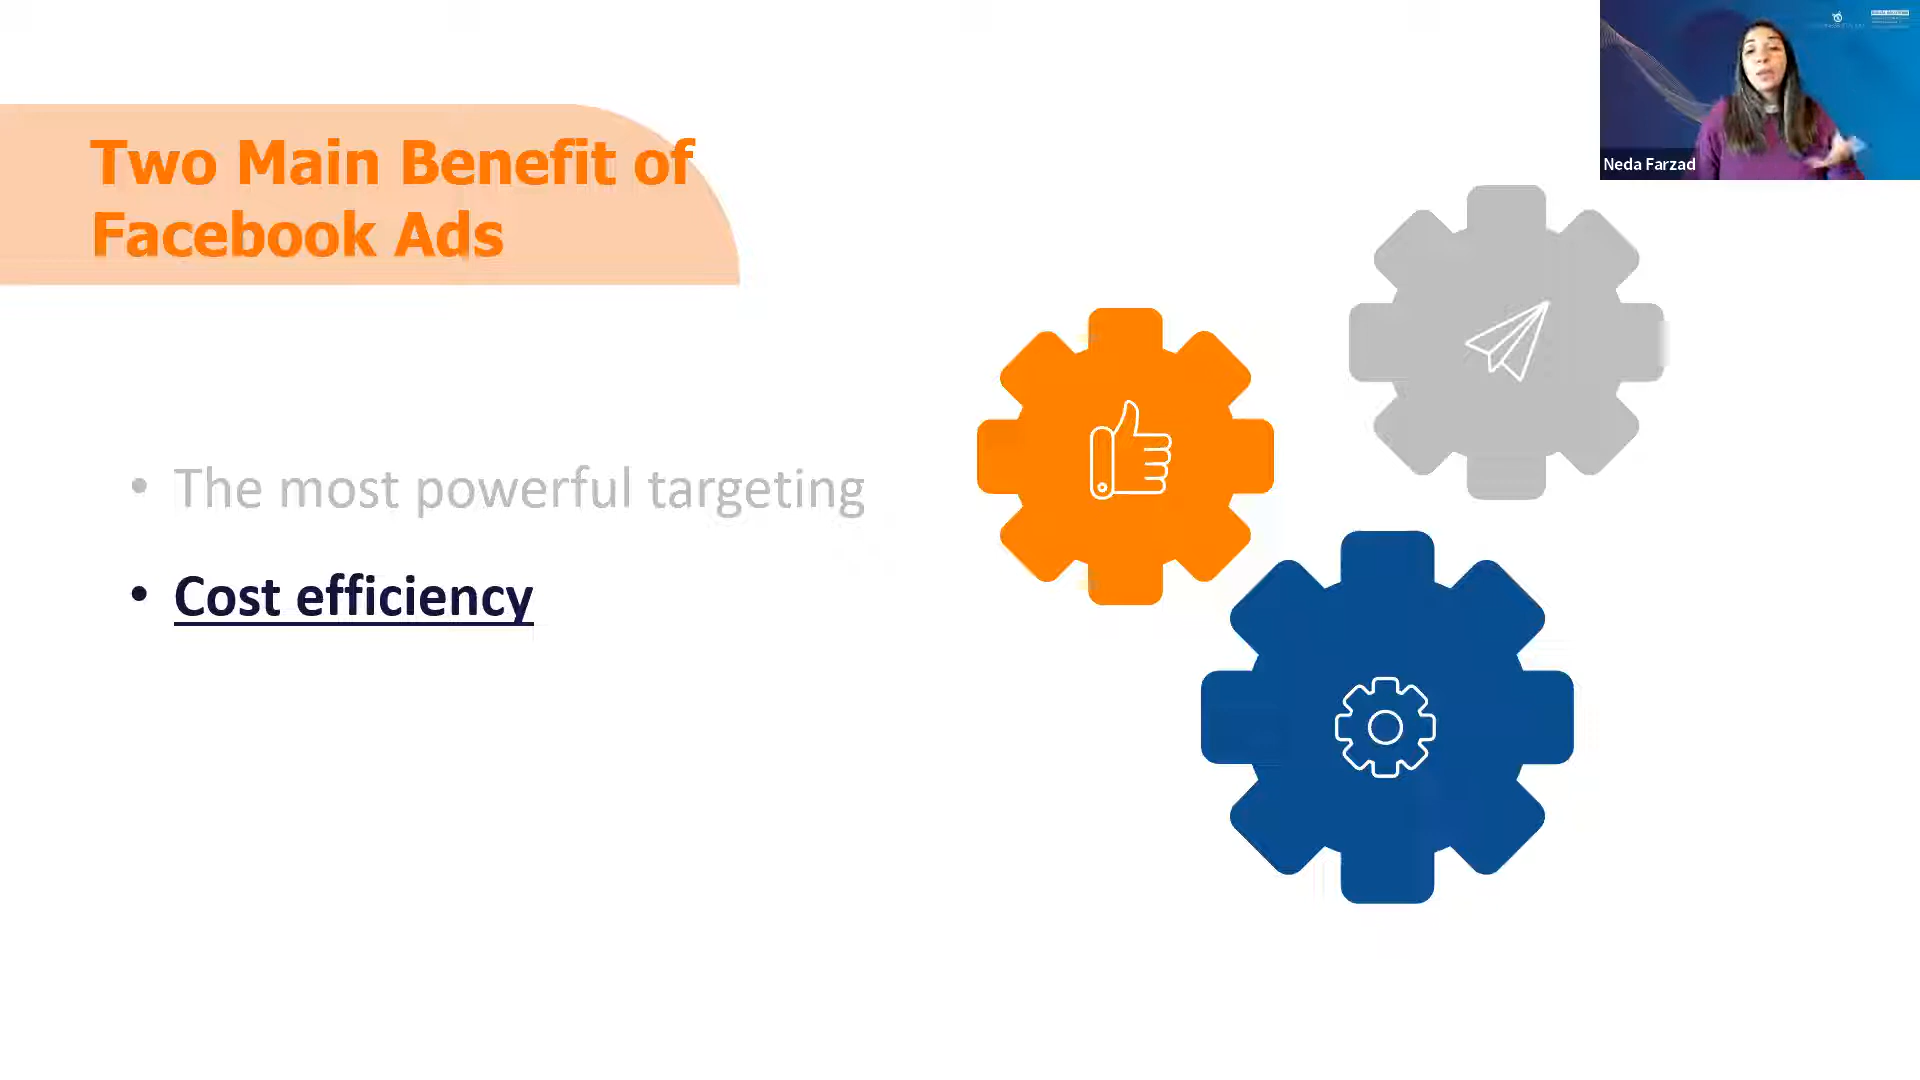 Two Main Benefit of
Facebook Ads
• The most powerful targeting
• Cost efficiency
Neda Farzad